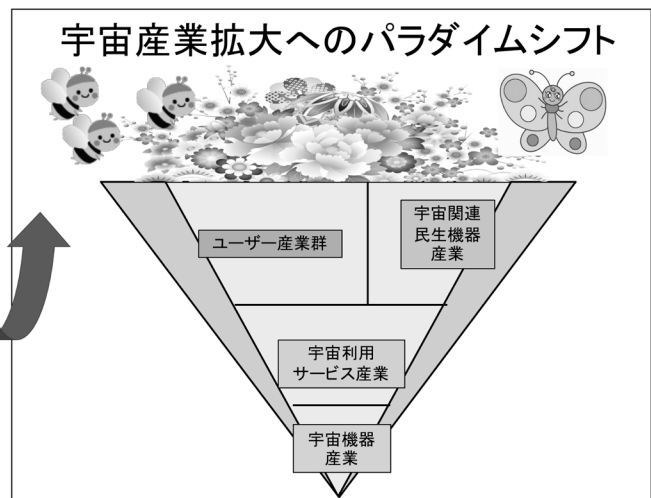 宇宙産業拡大へのパラダイムシフト
ユーザー産業群
宇宙関連
民生機器
産業
宇宙利用
サービス産業
宇宙機器
産業